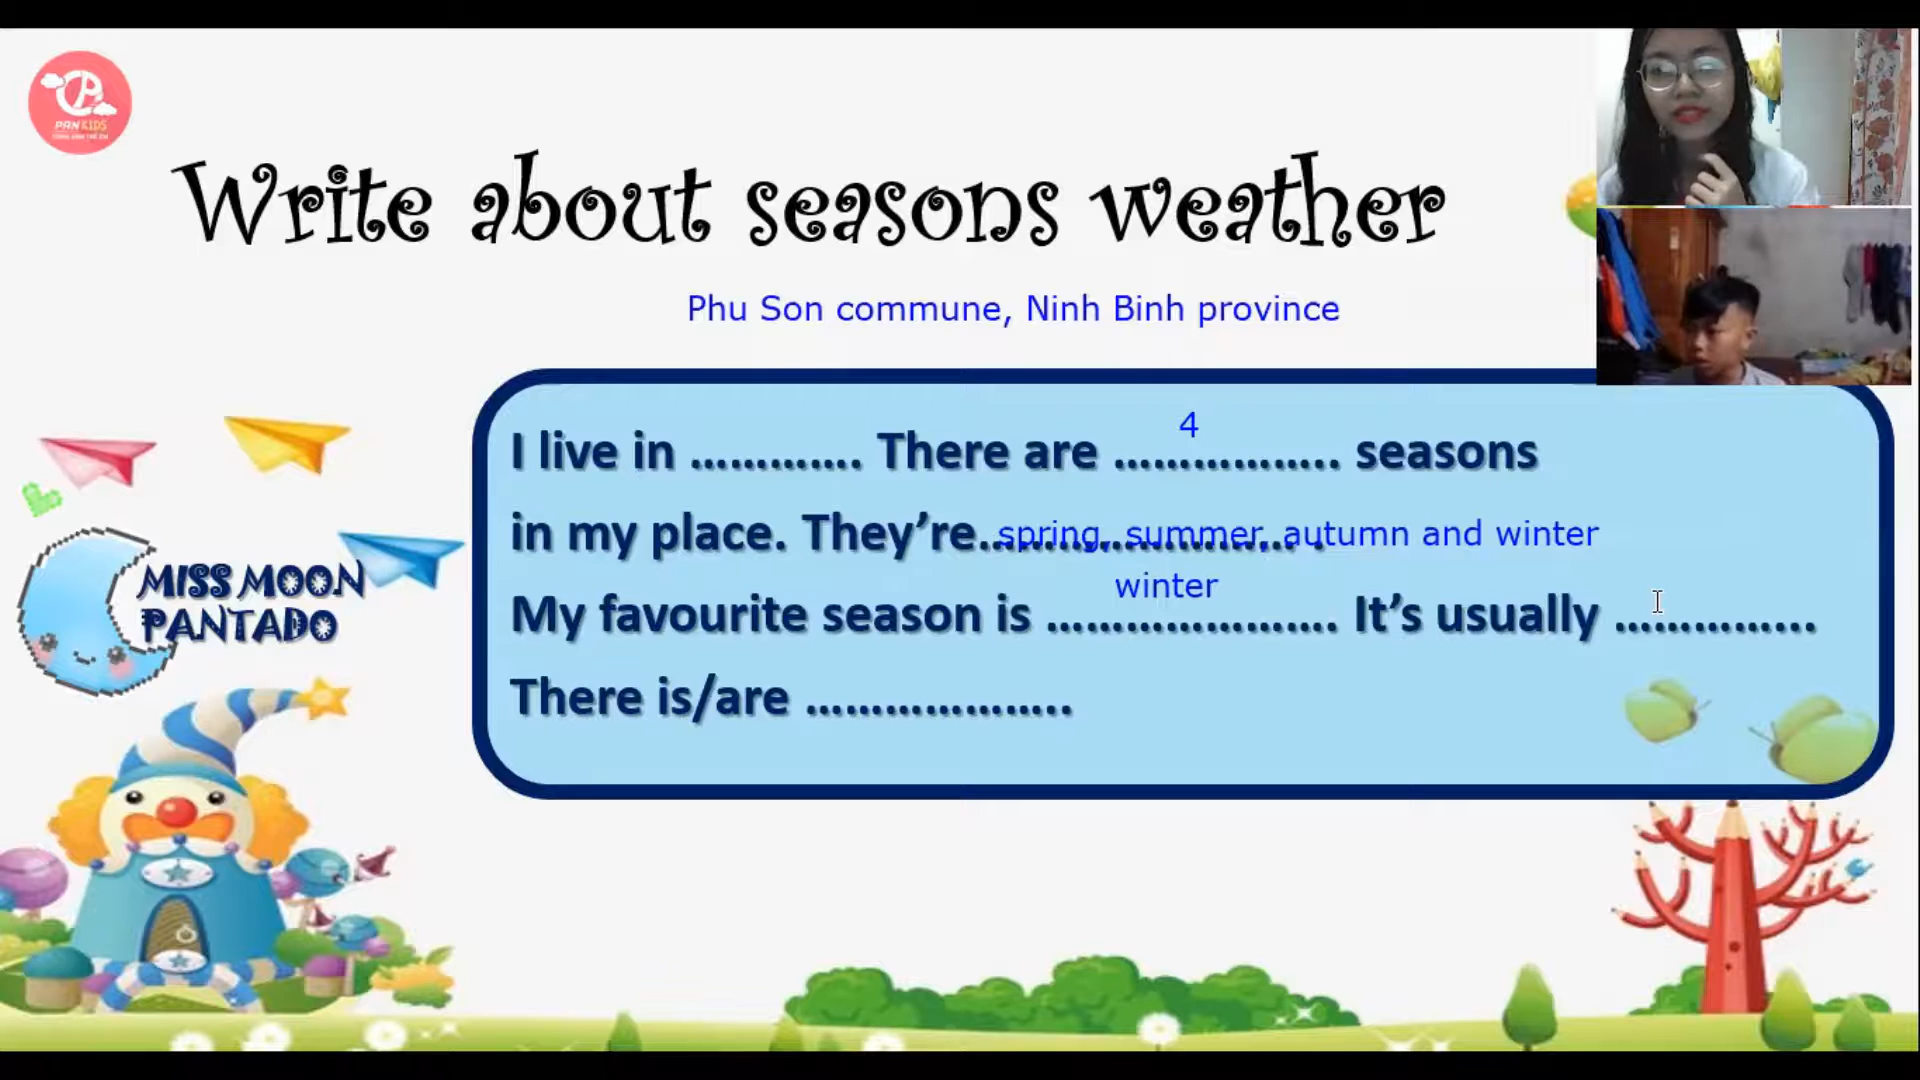 PANKIDS
Write about seasons weather
Phu Son commune, Ninh Binh province
4
I live in …………. There are …………….. seasons
in my place. They're…………………… .
spring, summer, autumn and winter
winter
My favourite season is …………………. It's usually …………...
There is/are ………………..
MISS MOON
PANTADO